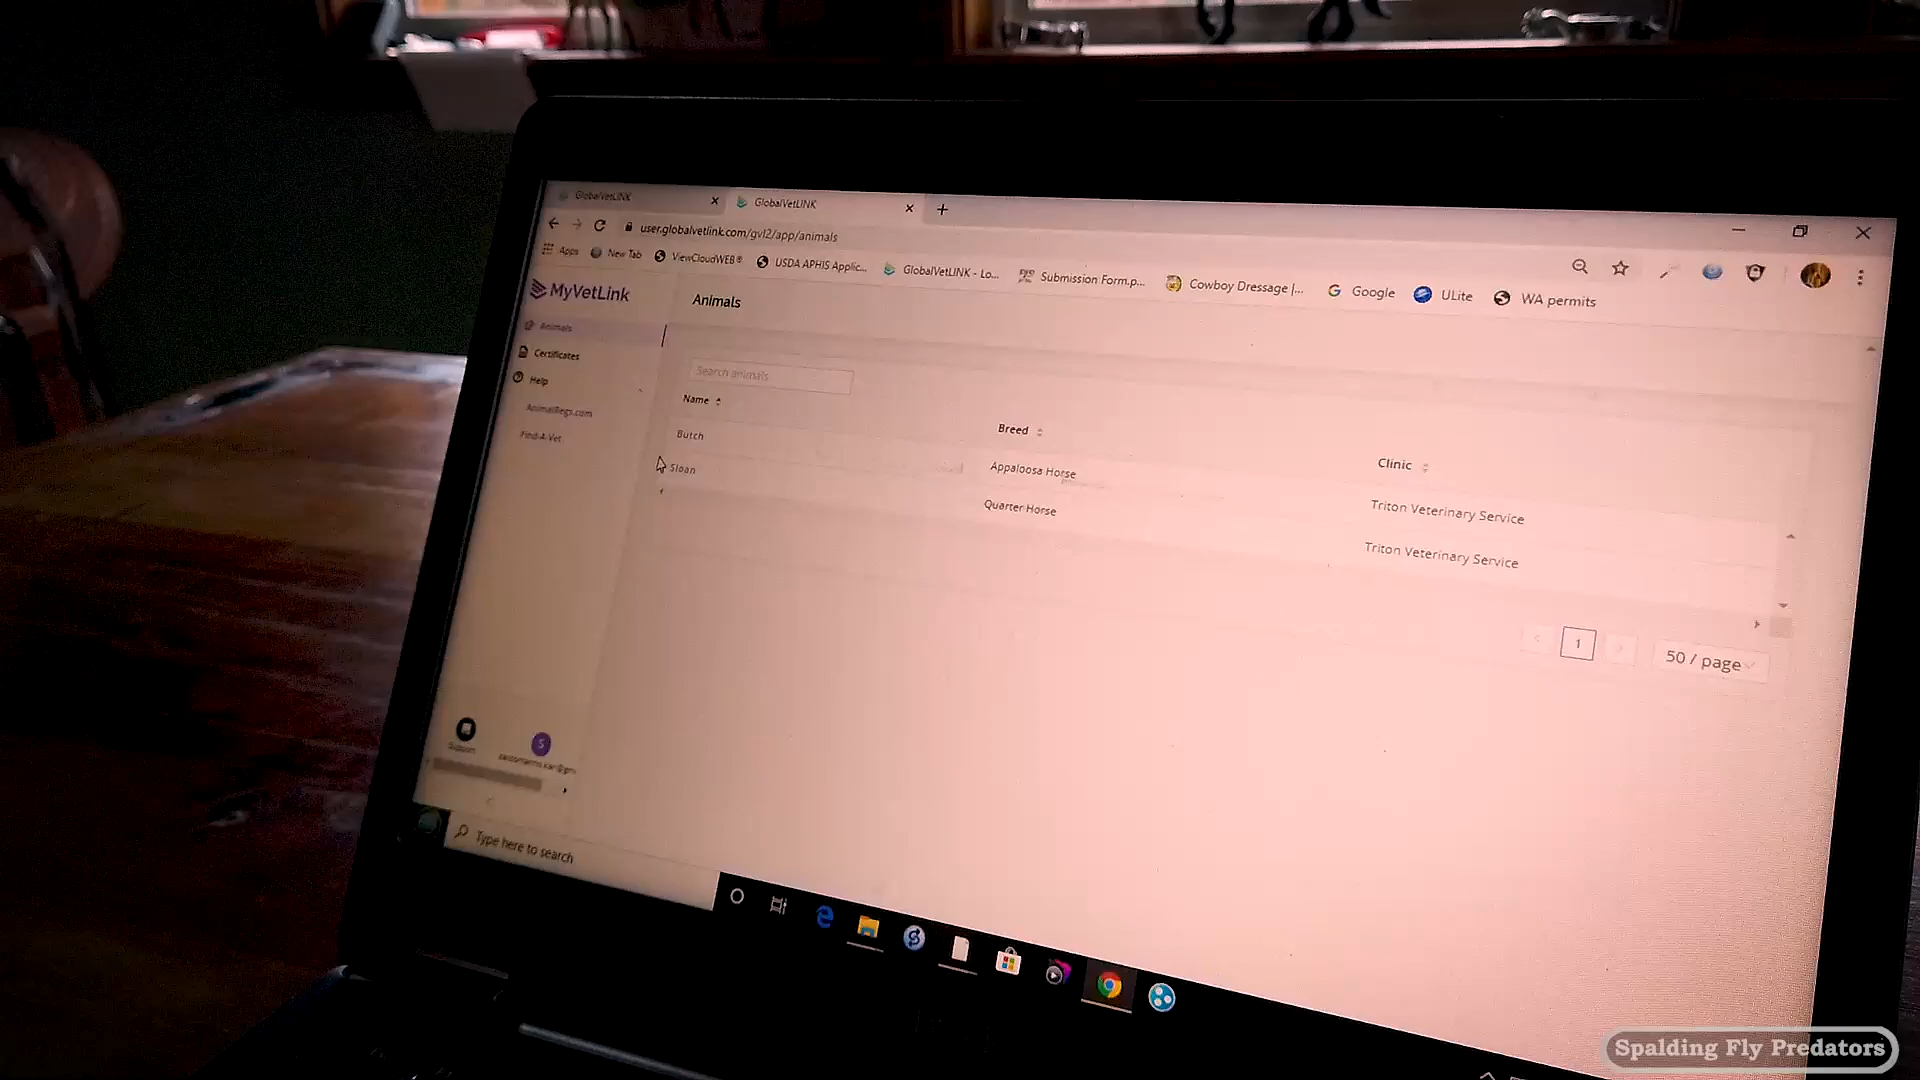 GlobalVetLINK
GlobalVetLINK
user.globalvetlink.com/gvl2/app/animals
Apps New Tab ViewCloudWEB® USDA APHIS Applic... GlobalVetLINK - Lo... Submission Form.p... Cowboy Dressage |... Google ULite WA permits
MyVetLink
Animals
Animals
Certificates
Help
AnimalRegs.com
Find-A-Vet
Search animals
Name Breed Clinic
Butch Appaloosa Horse Triton Veterinary Service
Sloan Quarter Horse Triton Veterinary Service
1 50 / page
Support
S
Type here to search
Spalding Fly Predators